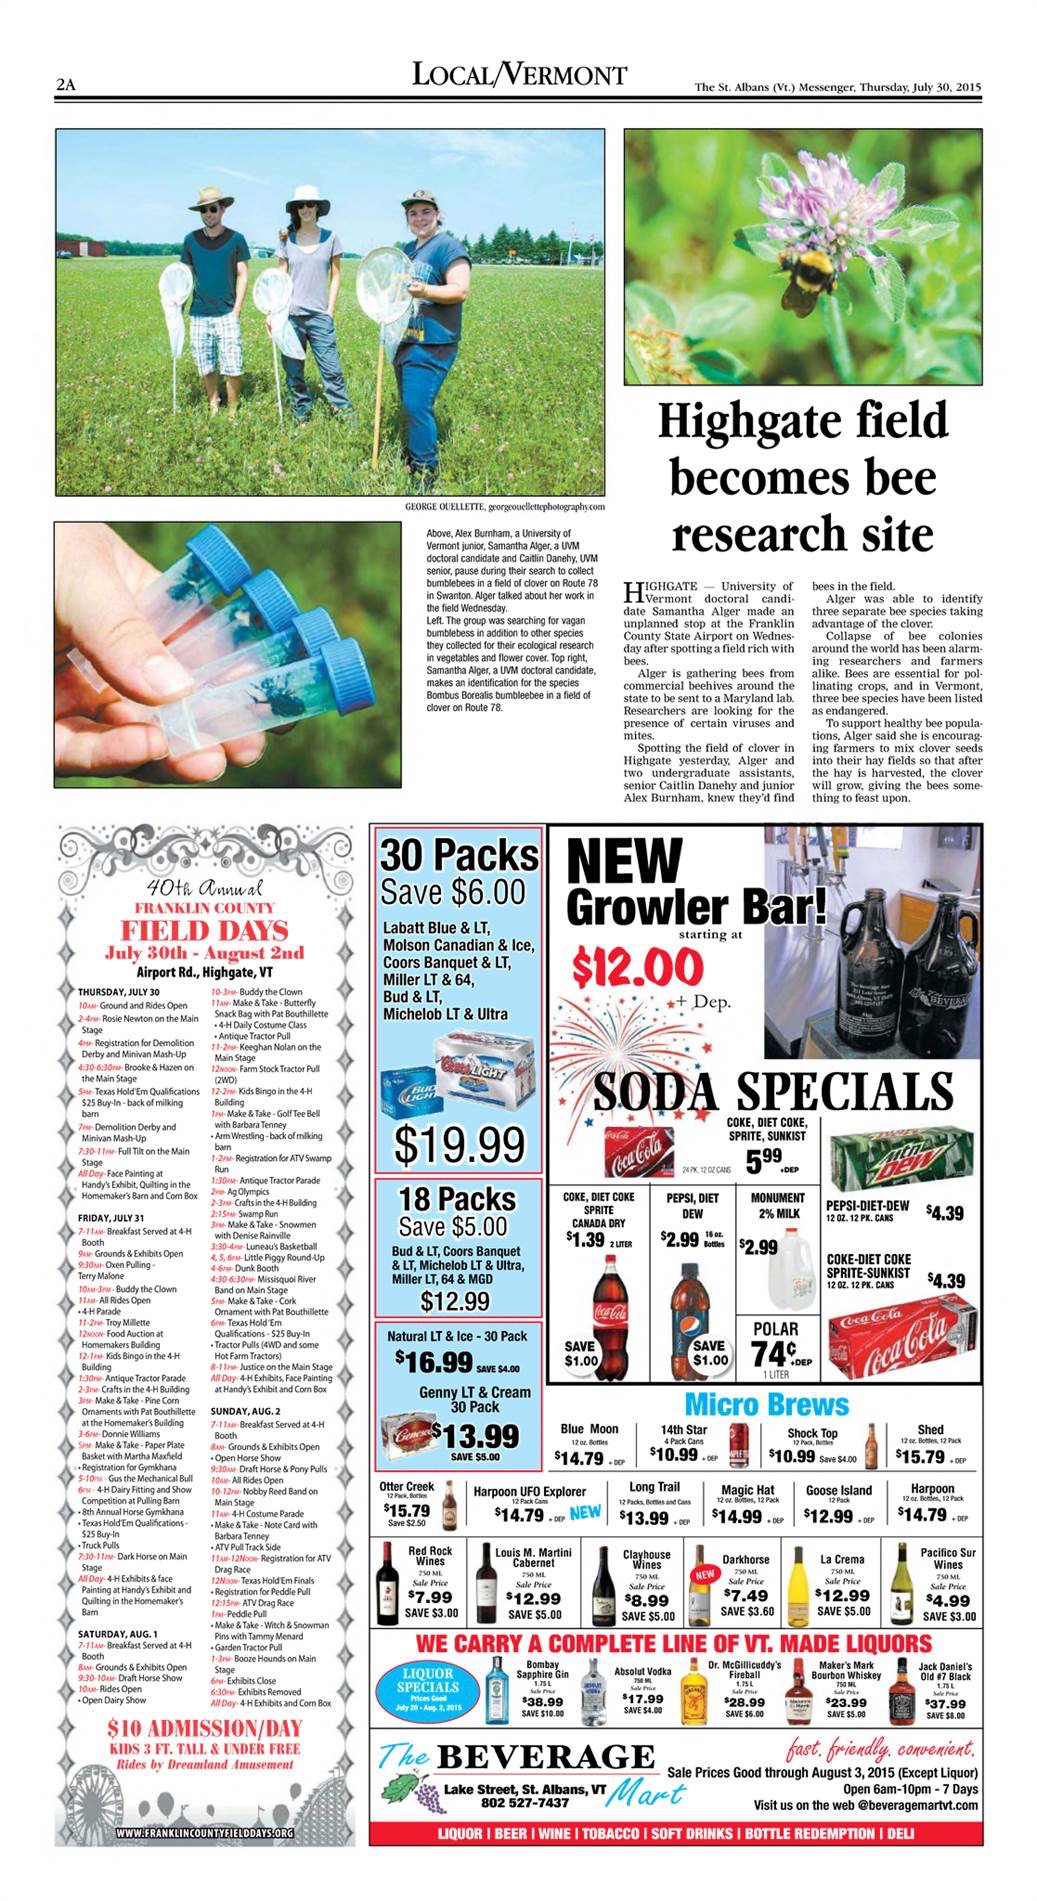 2A
LOCAL/VERMONT
The St. Albans (Vt.) Messenger, Thursday, July 30, 2015
GEORGE OUELLETTE, georgeouellettephotography.com
Above, Alex Burnham, a University of
Vermont junior, Samantha Alger, a UVM
doctoral candidate and Caitlin Danehy, UVM
senior, pause during their search to collect
bumblebees in a field of clover on Route 78
in Swanton. Alger talked about her work in
the field Wednesday.
Left. The group was searching for vagan
bumblebess in addition to other species
they collected for their ecological research
in vegetables and flower cover. Top right,
Samantha Alger, a UVM doctoral candidate,
makes an identification for the species
Bombus Borealis bumbleebee in a field of
clover on Route 78.
Highgate field
becomes bee
research site
HIGHGATE — University of
Vermont doctoral candi-
date Samantha Alger made an
unplanned stop at the Franklin
County State Airport on Wednes-
day after spotting a field rich with
bees.
Alger is gathering bees from
commercial beehives around the
state to be sent to a Maryland lab.
Researchers are looking for the
presence of certain viruses and
mites.
Spotting the field of clover in
Highgate yesterday, Alger and
two undergraduate assistants,
senior Caitlin Danehy and junior
Alex Burnham, knew they'd find
bees in the field.
Alger was able to identify
three separate bee species taking
advantage of the clover.
Collapse of bee colonies
around the world has been alarm-
ing researchers and farmers
alike. Bees are essential for pol-
linating crops, and in Vermont,
three bee species have been listed
as endangered.
To support healthy bee popula-
tions, Alger said she is encourag-
ing farmers to mix clover seeds
into their hay fields so that after
the hay is harvested, the clover
will grow, giving the bees some-
thing to feast upon.
40th Annual
FRANKLIN COUNTY
FIELD DAYS
July 30th - August 2nd
Airport Rd., Highgate, VT
THURSDAY, JULY 30
10AM- Ground and Rides Open
2-4PM- Rosie Newton on the Main
Stage
4PM- Registration for Demolition
Derby and Minivan Mash-Up
4:30-6:30PM- Brooke & Hazen on
the Main Stage
5PM- Texas Hold'Em Qualifications
$25 Buy-In - back of milking
barn
7PM- Demolition Derby and
Minivan Mash-Up
7:30-11PM- Full Tilt on the Main
Stage
All Day- Face Painting at
Handy's Exhibit, Quilting in the
Homemaker's Barn and Corn Box
FRIDAY, JULY 31
7-11AM- Breakfast Served at 4-H
Booth
9AM- Grounds & Exhibits Open
9:30AM- Oxen Pulling -
Terry Malone
10AM-3PM- Buddy the Clown
11AM- All Rides Open
• 4-H Parade
11-2PM- Troy Millette
12NOON- Food Auction at
Homemakers Building
12-1PM- Kids Bingo in the 4-H
Building
1:30PM- Antique Tractor Parade
2-3PM- Crafts in the 4-H Building
3PM- Make & Take - Pine Corn
Ornaments with Pat Bouthillette
at the Homemaker's Building
3-6PM- Donnie Williams
5PM- Make & Take - Paper Plate
Basket with Martha Maxfield
• Registration for Gymkhana
5-10PM - Gus the Mechanical Bull
6PM - 4-H Dairy Fitting and Show
Competition at Pulling Barn
• 8th Annual Horse Gymkhana
• Texas Hold'Em Qualifications -
$25 Buy-In
• Truck Pulls
7:30-11PM- Dark Horse on Main
Stage
All Day- 4-H Exhibits & face
Painting at Handy's Exhibit and
Quilting in the Homemaker's
Barn
SATURDAY, AUG. 1
7-11AM- Breakfast Served at 4-H
Booth
8AM- Grounds & Exhibits Open
9:30-10AM- Draft Horse Show
10AM- Rides Open
• Open Dairy Show
10-3PM- Buddy the Clown
11AM- Make & Take - Butterfly
Snack Bag with Pat Bouthillette
• 4-H Daily Costume Class
• Antique Tractor Pull
11-2PM- Keeghan Nolan on the
Main Stage
12NOON- Farm Stock Tractor Pull
(2WD)
12-2PM- Kids Bingo in the 4-H
Building
1PM- Make & Take - Golf Tee Bell
with Barbara Tenney
• Arm Wrestling - back of milking
barn
1-2PM- Registration for ATV Swamp
Run
1:30PM- Antique Tractor Parade
2PM- Ag Olympics
2-3PM- Crafts in the 4-H Building
2:15PM- Swamp Run
3PM- Make & Take - Snowmen
with Denise Rainville
3:30-4PM- Luneau's Basketball
4, 5, 6PM- Little Piggy Round-Up
4-6PM- Dunk Booth
4:30-6:30PM- Missisquoi River
Band on Main Stage
5PM- Make & Take - Cork
Ornament with Pat Bouthillette
6PM- Texas Hold 'Em
Qualifications - $25 Buy-In
• Tractor Pulls (4WD and some
Hot Farm Tractors)
8-11PM- Justice on the Main Stage
All Day- 4-H Exhibits, Face Painting
at Handy's Exhibit and Corn Box
SUNDAY, AUG. 2
7-11AM- Breakfast Served at 4-H
Booth
8AM- Grounds & Exhibits Open
• Open Horse Show
9:30AM- Draft Horse & Pony Pulls
10AM- All Rides Open
10-12PM- Nobby Reed Band on
Main Stage
11AM- 4-H Costume Parade
• Make & Take - Note Card with
Barbara Tenney
• ATV Pull Track Side
11AM-12NOON- Registration for ATV
Drag Race
12NOON- Texas Hold'Em Finals
• Registration for Peddle Pull
12:15PM- ATV Drag Race
1PM- Peddle Pull
• Make & Take - Witch & Snowman
Pins with Tammy Menard
• Garden Tractor Pull
1-3PM- Booze Hounds on Main
Stage
6PM- Exhibits Close
6:30PM- Exhibits Removed
All Day- 4-H Exhibits and Corn Box
$10 ADMISSION/DAY
KIDS 3 FT. TALL & UNDER FREE
Rides by Dreamland Amusement
WWW.FRANKLINCOUNTYFIELDDAYS.ORG
30 Packs
Save $6.00
Labatt Blue & LT,
Molson Canadian & Ice,
Coors Banquet & LT,
Miller LT & 64,
Bud & LT,
Michelob LT & Ultra
BUD LIGHT
Coors LIGHT
$19.99
18 Packs
Save $5.00
Bud & LT, Coors Banquet
& LT, Michelob LT & Ultra,
Miller LT, 64 & MGD
$12.99
Natural LT & Ice - 30 Pack
$16.99 SAVE $4.00
Genny LT & Cream
30 Pack
Genesee
$13.99
SAVE $5.00
NEW
Growler Bar!
starting at
$12.00
+ Dep.
SODA SPECIALS
Coca-Cola
24 PK. 12 OZ CANS
COKE, DIET COKE,
SPRITE, SUNKIST
5.99 +DEP
Mtn DEW
PEPSI-DIET-DEW
12 OZ. 12 PK. CANS
$4.39
COKE, DIET COKE
SPRITE
CANADA DRY
$1.39 2 LITER
Coca-Cola
SAVE
$1.00
PEPSI, DIET
DEW
$2.99 16 oz. Bottles
SAVE
$1.00
MONUMENT
2% MILK
$2.99
POLAR
74¢ +DEP
1 LITER
COKE-DIET COKE
SPRITE-SUNKIST
12 OZ. 12 PK. CANS
$4.39
Coca-Cola
Coca-Cola
Micro Brews
Blue Moon
12 oz. Bottles
$14.79 + DEP
14th Star
4 Pack Cans
$10.99 + DEP
Shock Top
12 Pack, Bottles
$10.99 Save $4.00
Shed
12 oz. Bottles, 12 Pack
$15.79 + DEP
Otter Creek
12 Pack, Bottles
$15.79
Save $2.50
Harpoon UFO Explorer
12 Pack Cans
$14.79 + DEP NEW
Long Trail
12 Packs, Bottles and Cans
$13.99 + DEP
Magic Hat
12 oz. Bottles, 12 Pack
$14.99 + DEP
Goose Island
12 Pack
$12.99 + DEP
Harpoon
12 oz. Bottles, 12 Pack
$14.79 + DEP
Red Rock
Wines
750 ML
Sale Price
$7.99
SAVE $3.00
Louis M. Martini
Cabernet
750 ML
Sale Price
$12.99
SAVE $5.00
Clayhouse
Wines
750 ML
Sale Price
$8.99
SAVE $5.00
NEW
Darkhorse
750 ML
Sale Price
$7.49
SAVE $3.60
La Crema
750 ML
Sale Price
$12.99
SAVE $5.00
Pacifico Sur
Wines
750 ML
Sale Price
$4.99
SAVE $3.00
WE CARRY A COMPLETE LINE OF VT. MADE LIQUORS
LIQUOR
SPECIALS
Prices Good
July 20 - Aug. 2, 2015
Bombay
Sapphire Gin
1.75 L
Sale Price
$38.99
SAVE $10.00
Absolut Vodka
750 ML
Sale Price
$17.99
SAVE $4.00
Dr. McGillicuddy's
Fireball
1.75 L
Sale Price
$28.99
SAVE $6.00
Maker's Mark
Bourbon Whiskey
750 ML
Sale Price
$23.99
SAVE $5.00
Jack Daniel's
Old #7 Black
1.75 L
Sale Price
$37.99
SAVE $8.00
The BEVERAGE Mart
Lake Street, St. Albans, VT
802 527-7437
fast. friendly. convenient.
Sale Prices Good through August 3, 2015 (Except Liquor)
Open 6am-10pm - 7 Days
Visit us on the web @beveragemartvt.com
LIQUOR | BEER | WINE | TOBACCO | SOFT DRINKS | BOTTLE REDEMPTION | DELI